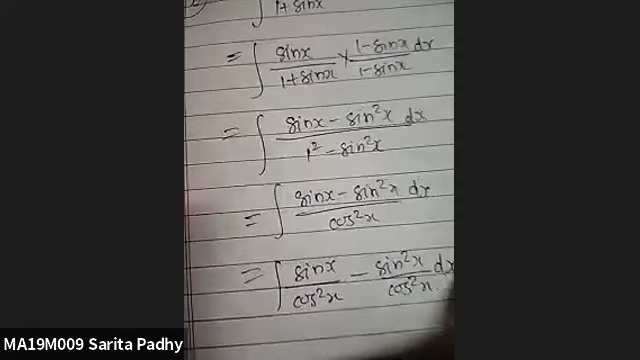 ∫ 1+sinx
= ∫ sinx/1+sinx × 1-sinx/1-sinx dx
= ∫ sinx - sin²x/1² - sin²x dx
= ∫ sinx - sin²x/cos²x dx
= ∫ sinx/cos²x - sin²x/cos²x dx
MA19M009 Sarita Padhy